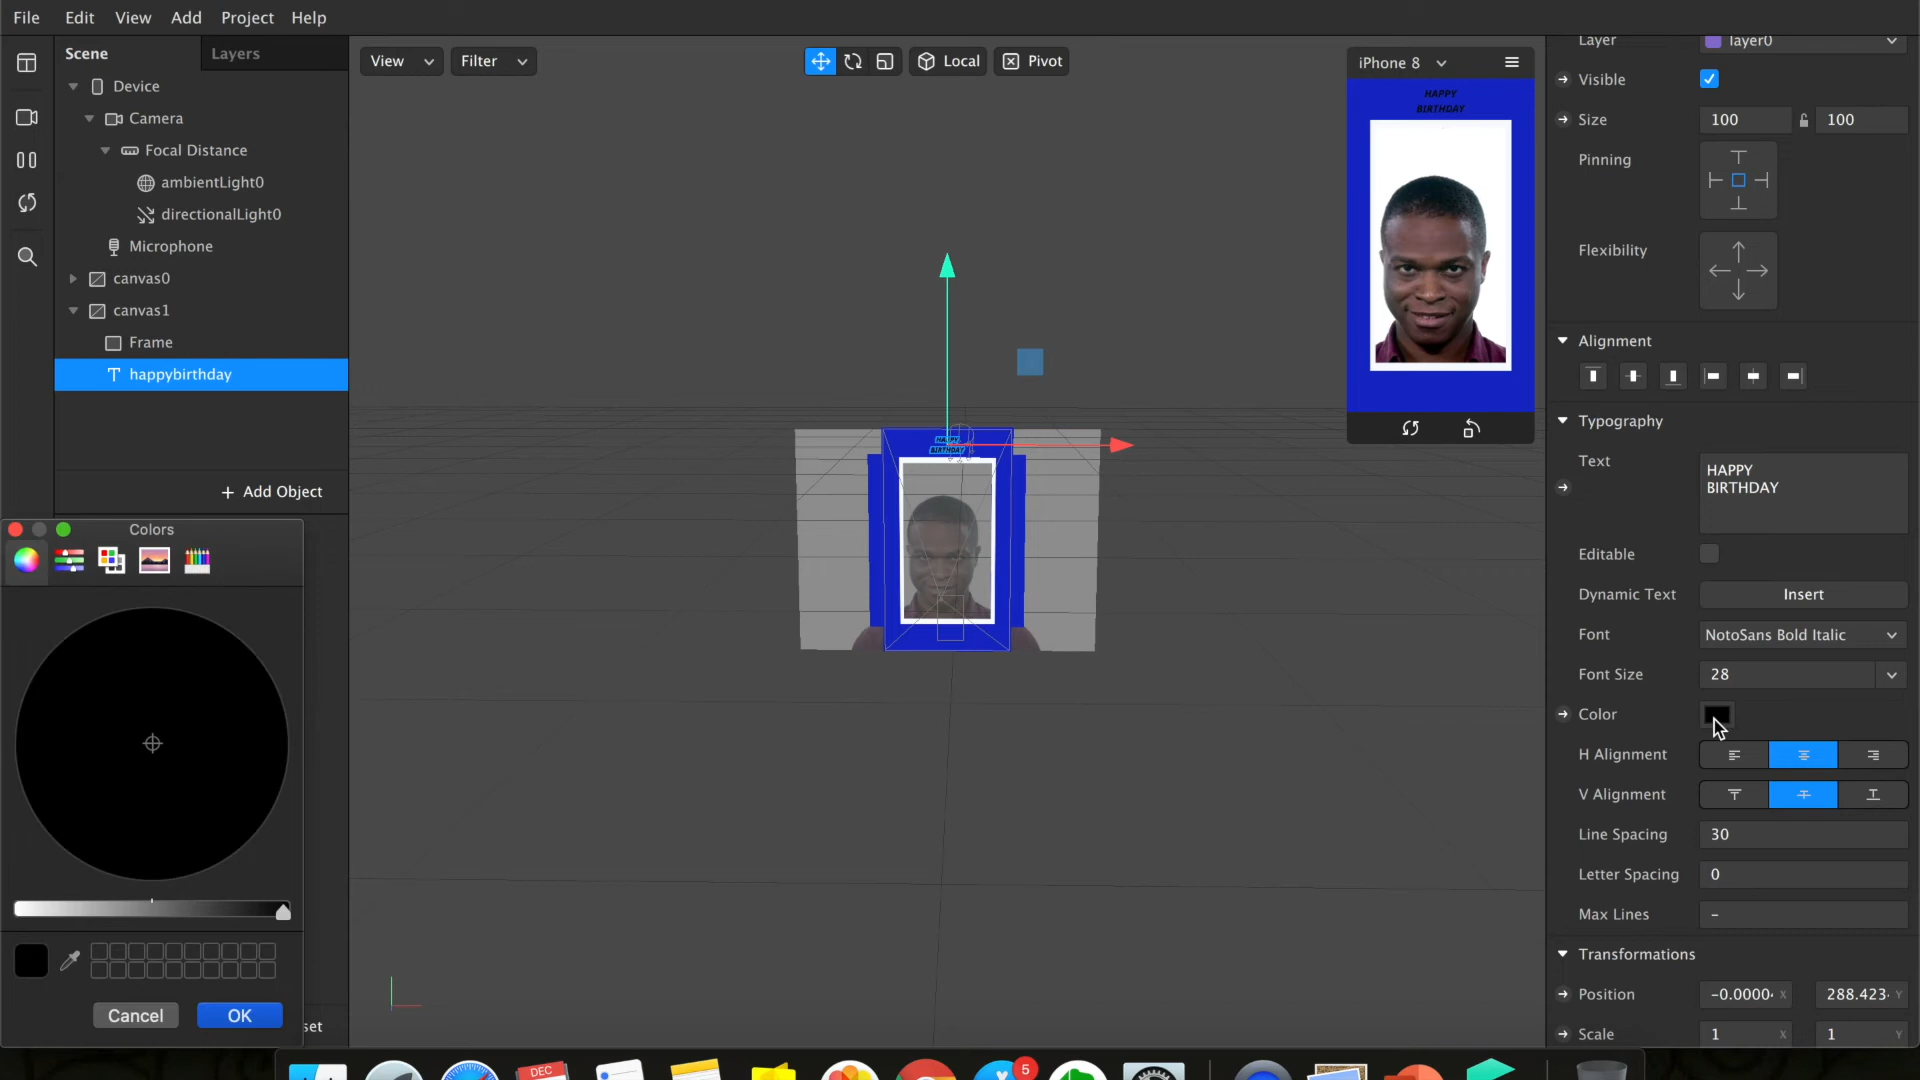 File Edit View Add Project Help
Scene Layers
Device
Camera
Focal Distance
ambientLight0
directionalLight0
Microphone
canvas0
canvas1
Frame
happybirthday
+ Add Object
Colors
Cancel OK
set
View Filter
Local Pivot
HAPPY
BIRTHDAY
iPhone 8
HAPPY
BIRTHDAY
Layer layer0
Visible
Size 100 100
Pinning
Flexibility
Alignment
Typography
Text HAPPY
BIRTHDAY
Editable
Dynamic Text Insert
Font NotoSans Bold Italic
Font Size 28
Color
H Alignment
V Alignment
Line Spacing 30
Letter Spacing 0
Max Lines –
Transformations
Position -0.0000 X 288.423 Y
Scale 1 X 1 Y
DEC
5